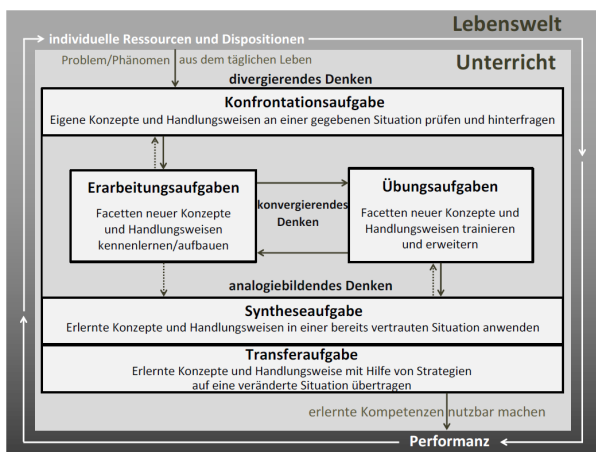 Lebenswelt
individuelle Ressourcen und Dispositionen
Unterricht
Problem/Phänomen aus dem täglichen Leben
divergierendes Denken
Konfrontationsaufgabe
Eigene Konzepte und Handlungsweisen an einer gegebenen Situation prüfen und hinterfragen
Erarbeitungsaufgaben
Facetten neuer Konzepte
und Handlungsweisen
kennenlernen/aufbauen
konvergierendes
Denken
Übungsaufgaben
Facetten neuer Konzepte und
Handlungsweisen trainieren
und erweitern
analogiebildendes Denken
Syntheseaufgabe
Erlernte Konzepte und Handlungsweisen in einer bereits vertrauten Situation anwenden
Transferaufgabe
Erlernte Konzepte und Handlungsweise mit Hilfe von Strategien
auf eine veränderte Situation übertragen
erlernte Kompetenzen nutzbar machen
Performanz